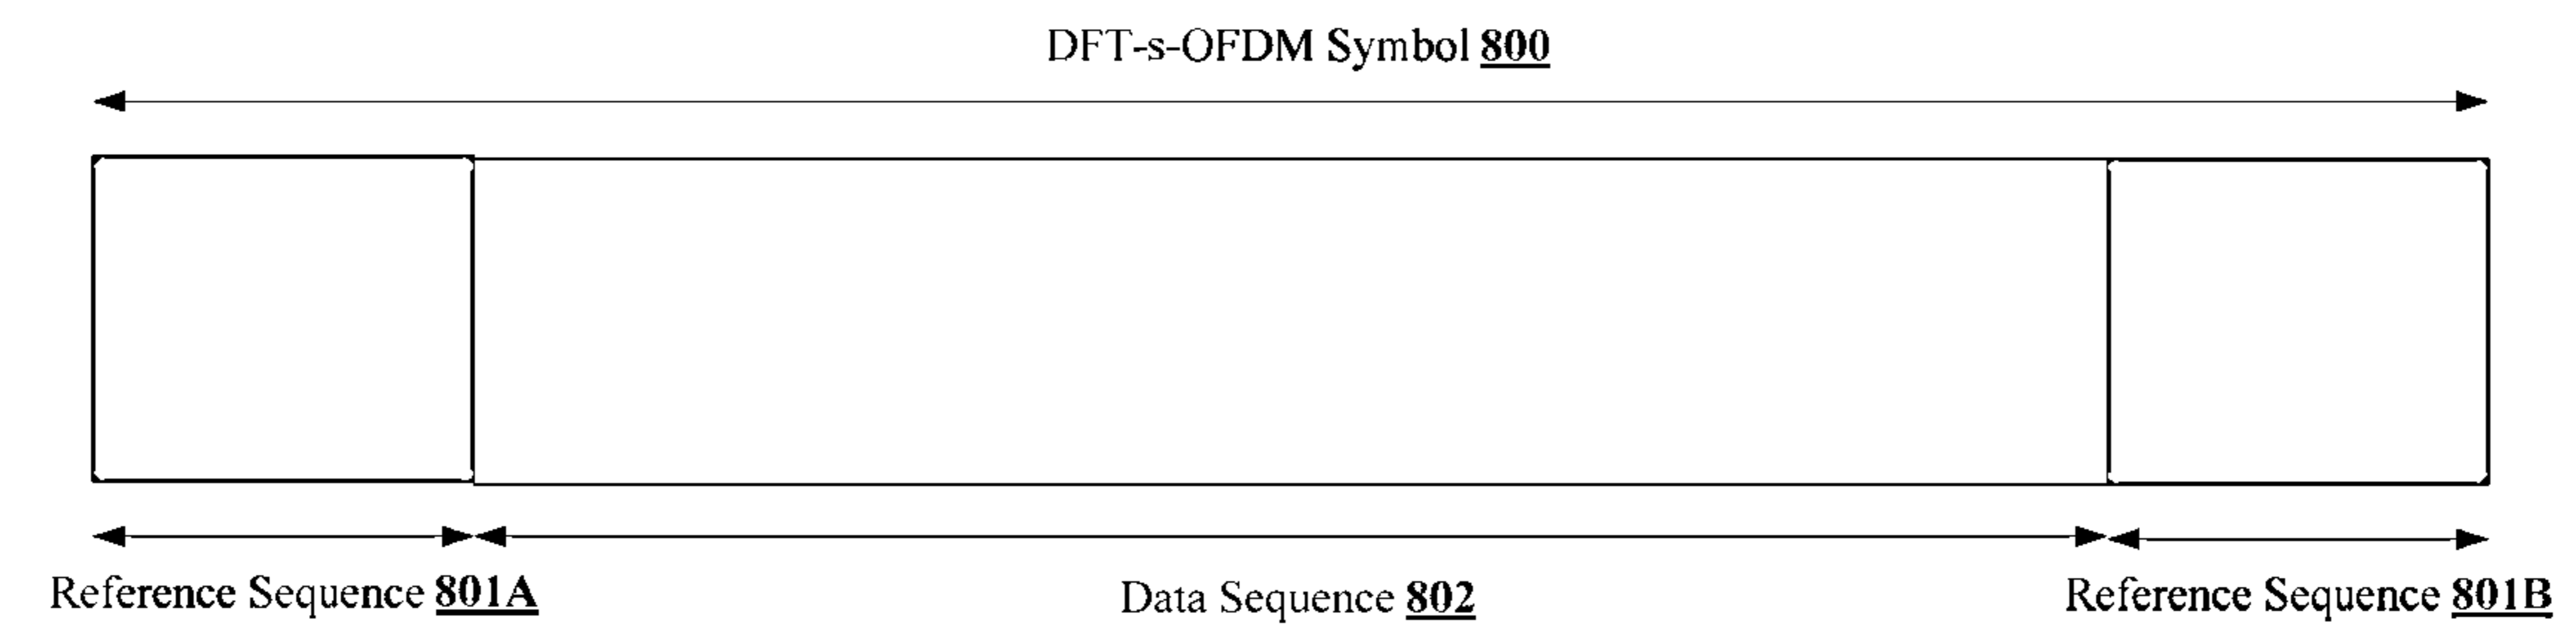 DFT-s-OFDM Symbol 800
Reference Sequence 801A
Data Sequence 802
Reference Sequence 801B